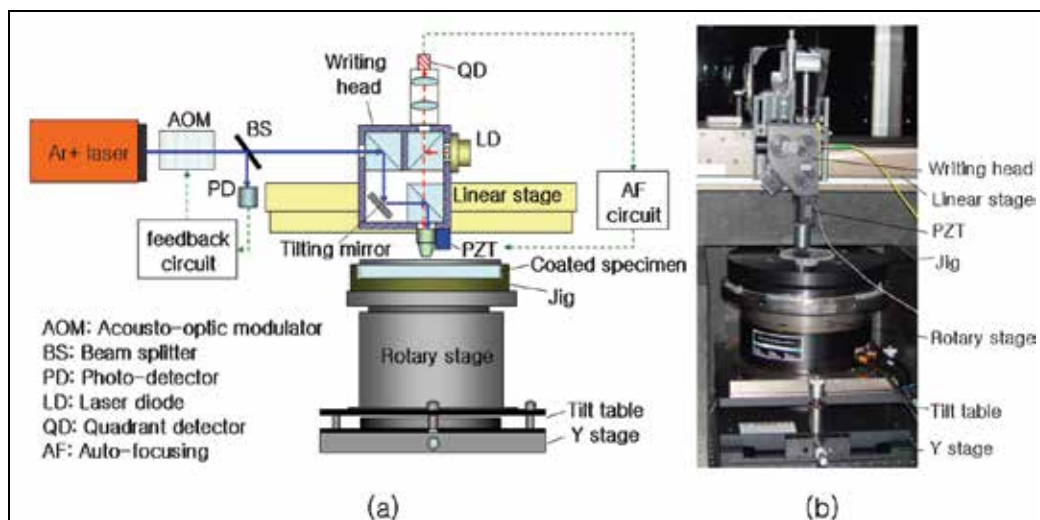 QD
Writing
head
AOM
BS
LD
Ar+ laser
PD
Linear stage
AF
circuit
feedback
circuit
Tilting mirror
PZT
Coated specimen
Jig
Rotary stage
AOM: Acousto-optic modulator
BS: Beam splitter
PD: Photo-detector
LD: Laser diode
QD: Quadrant detector
AF: Auto-focusing
Tilt table
Y stage
(a)
Writing head
Linear stage
PZT
Jig
Rotary stage
Tilt table
Y stage
(b)